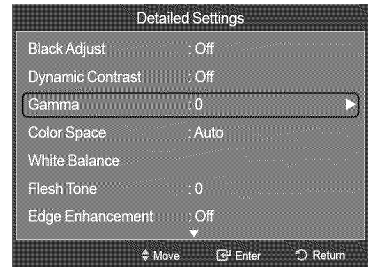 Detailed Settings
Black Adjust : Off
Dynamic Contrast : Off
Gamma : 0
Color Space : Auto
White Balance
Flesh Tone : 0
Edge Enhancement : Off
Move Enter Return